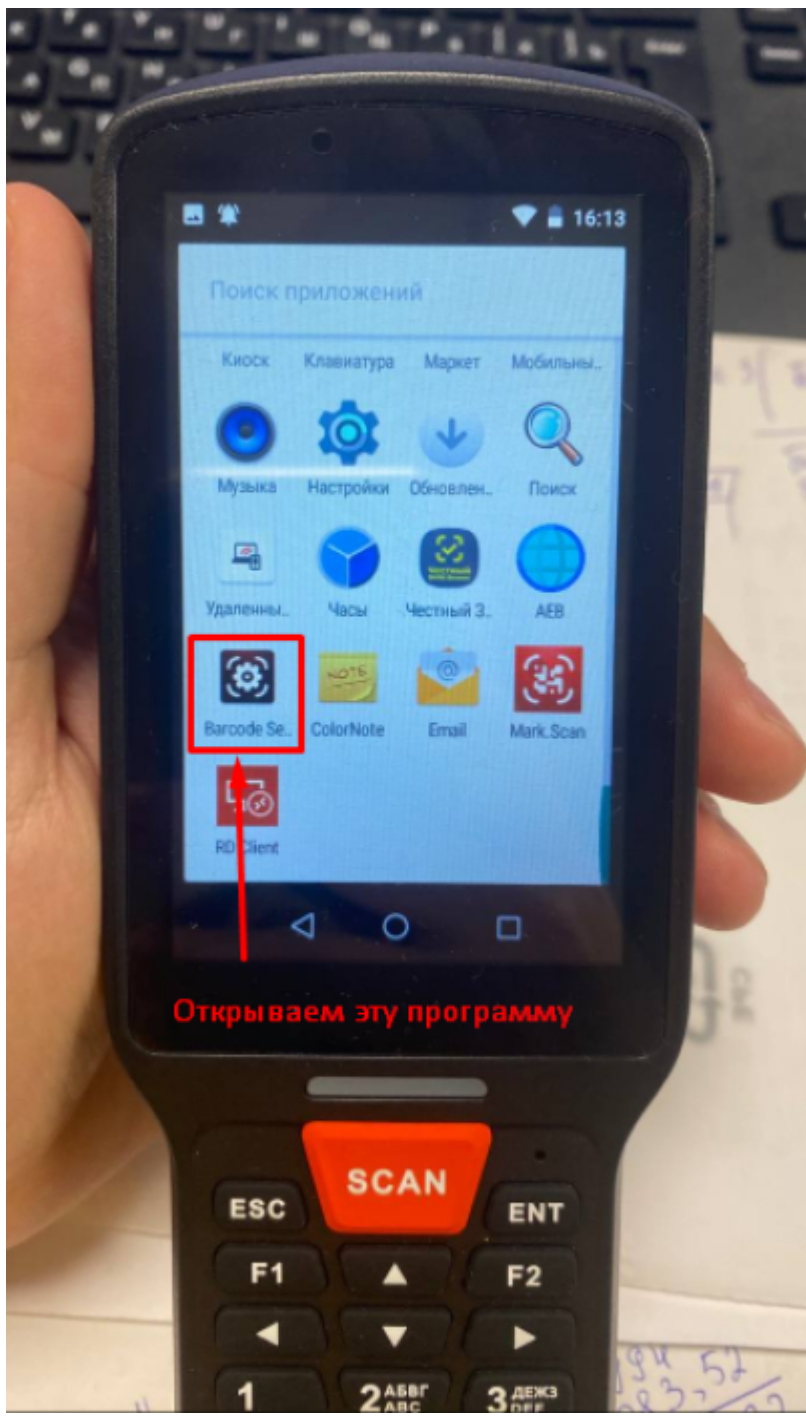 16:13
Поиск приложений
Киоск Клавиатура Маркет Мобильны..
Музыка Настройки Обновлен.. Поиск
Удаленны.. Часы Честный З.. AEB
NOTE @
Barcode Se.. ColorNote Email Mark.Scan
RD Client
Открываем эту программу
SCAN
ESC ENT
F1 F2
1 2 АБВГ ABC 3 ДЕЖЗ DEF